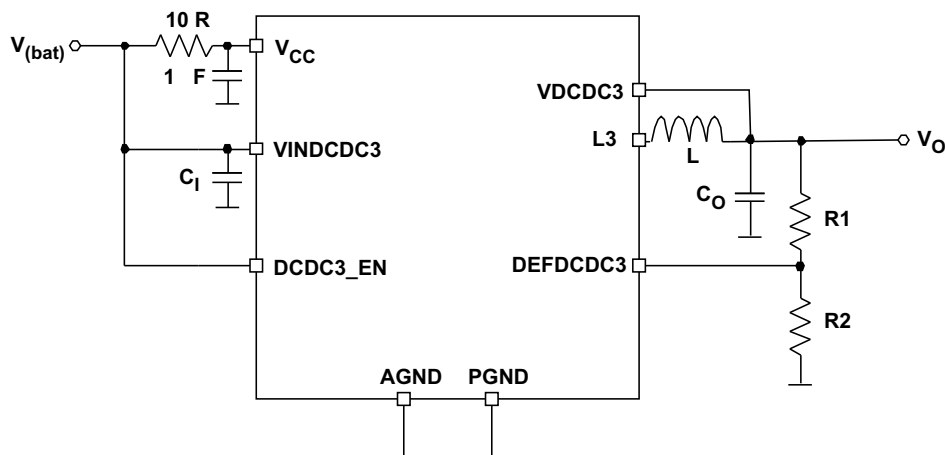 10 R
V(bat)
VCC
1 F
VDCDC3
L3
VINDCDC3
L
VO
CI
CO
R1
DCDC3_EN
DEFDCDC3
R2
AGND PGND